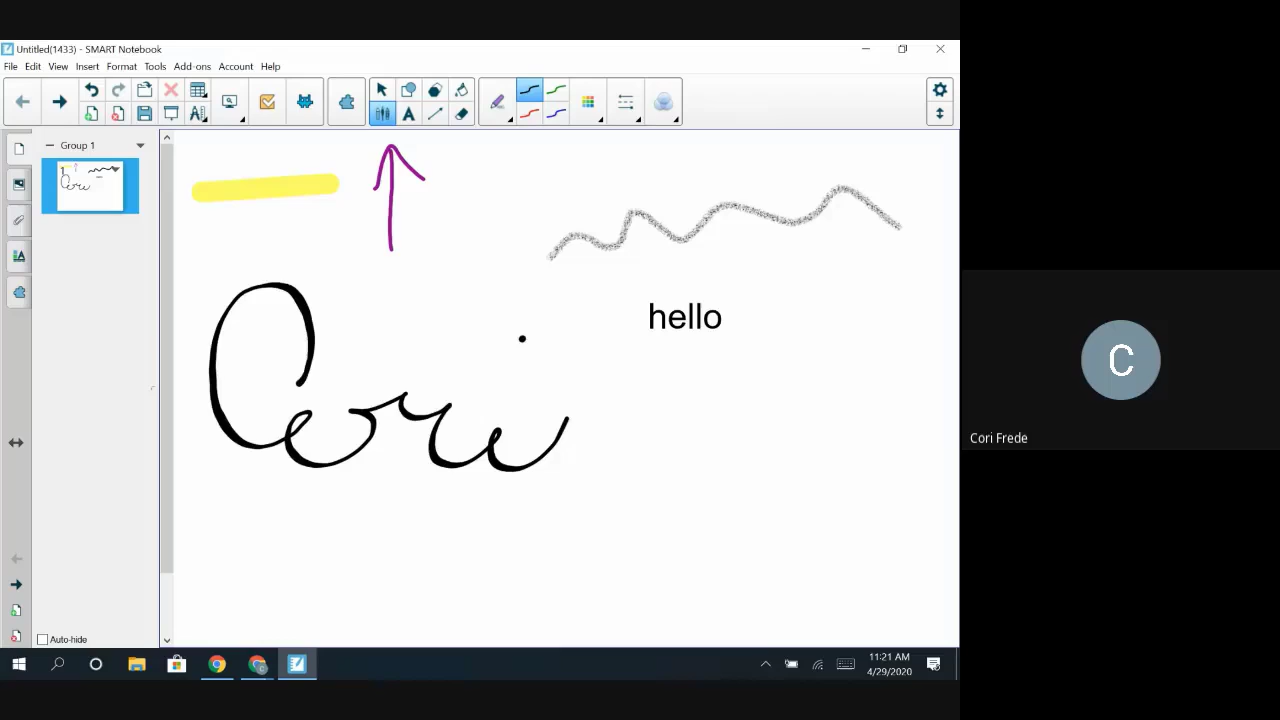 Untitled(1433) - SMART Notebook
File Edit View Insert Format Tools Add-ons Account Help
Group 1
hello
Cori
C
Cori Frede
Auto-hide
11:21 AM
4/29/2020